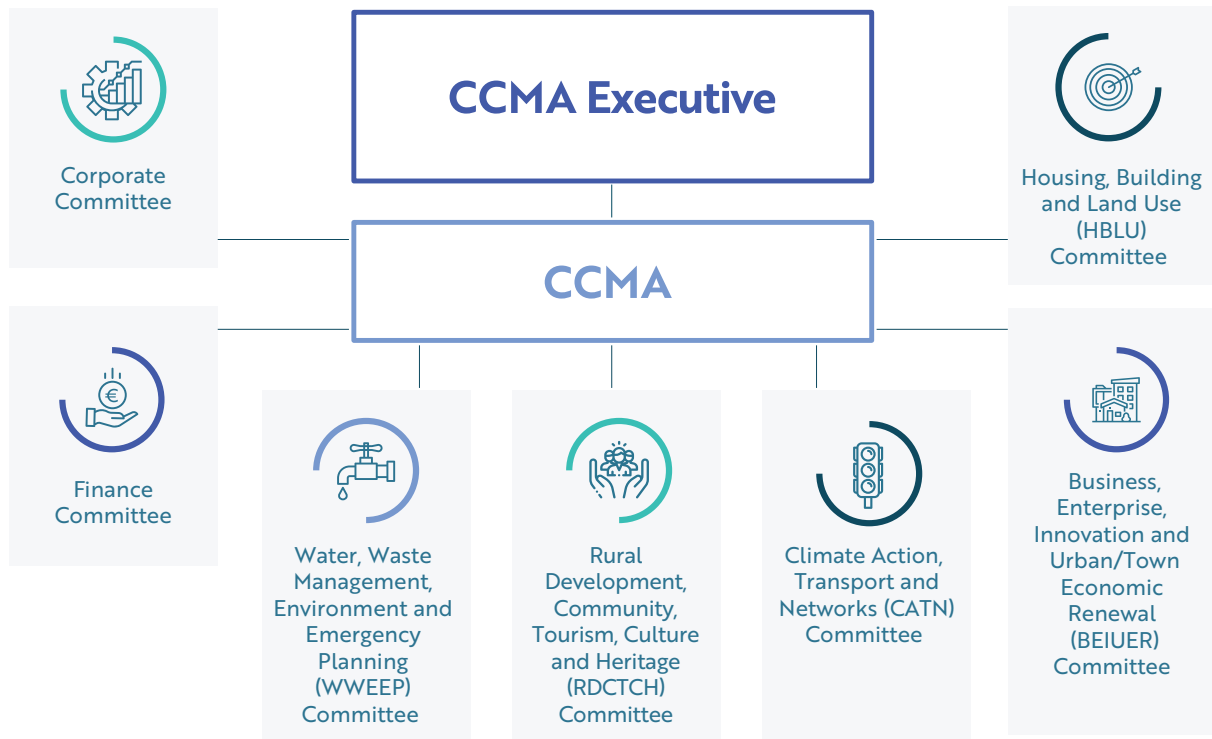 CCMA Executive
CCMA
Corporate
Committee
Finance
Committee
Housing, Building
and Land Use
(HBLU)
Committee
Business,
Enterprise,
Innovation and
Urban/Town
Economic
Renewal
(BEIUER)
Committee
Water, Waste
Management,
Environment and
Emergency
Planning
(WWEEP)
Committee
Rural
Development,
Community,
Tourism, Culture
and Heritage
(RDCTCH)
Committee
Climate Action,
Transport and
Networks (CATN)
Committee